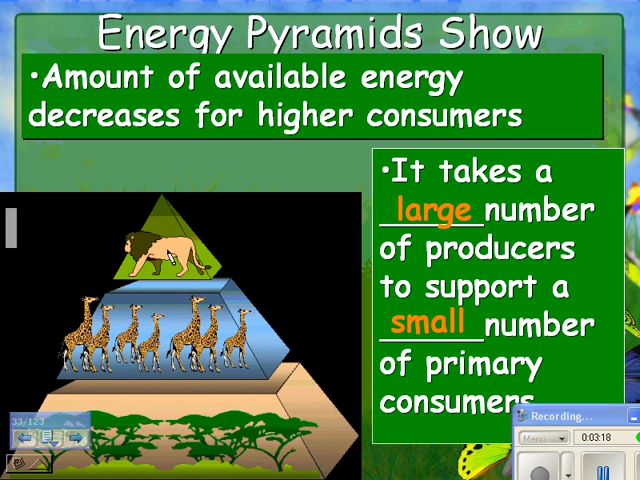 Energy Pyramids Show
•Amount of available energy
decreases for higher consumers
•It takes a
large number
of producers
to support a
small number
of primary
consumers
33/123
Recording...
Menu
0:03:18